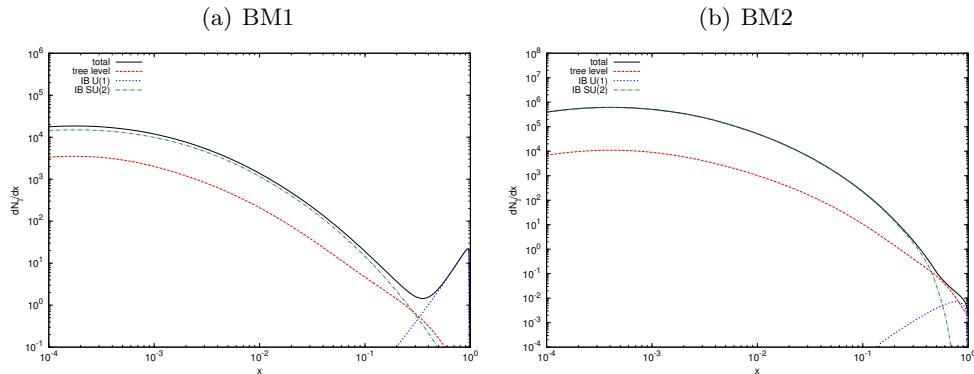 (a) BM1
(b) BM2
10^6
10^5
10^4
10^3
10^2
10^1
10^0
10^-1
dN_γ/dx
total
tree level
IB U(1)
IB SU(2)
10^-4
10^-3
10^-2
10^-1
10^0
x
10^8
10^7
10^6
10^5
10^4
10^3
10^2
10^1
10^0
10^-1
10^-2
10^-3
10^-4
dN_γ/dx
total
tree level
IB U(1)
IB SU(2)
10^-4
10^-3
10^-2
10^-1
10^0
x